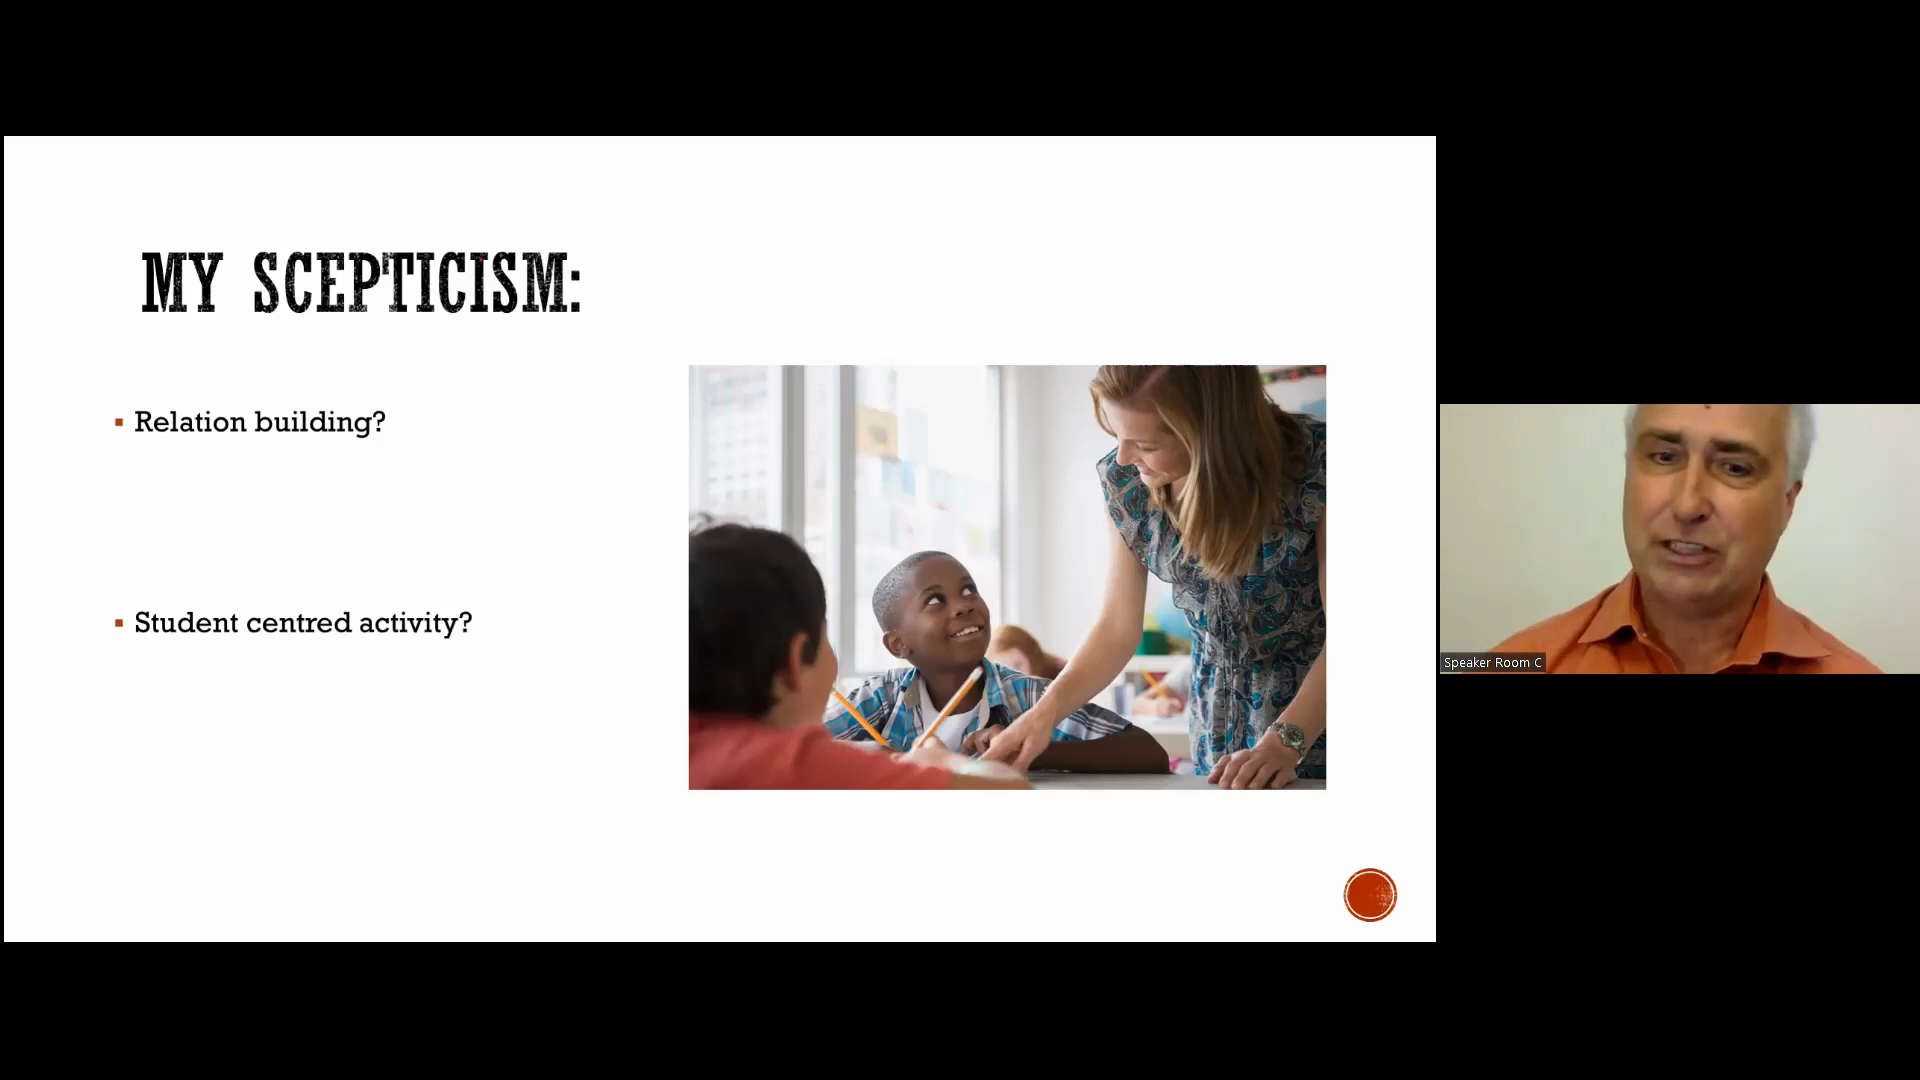 MY SCEPTICISM:
Relation building?
Student centred activity?
Speaker Room C